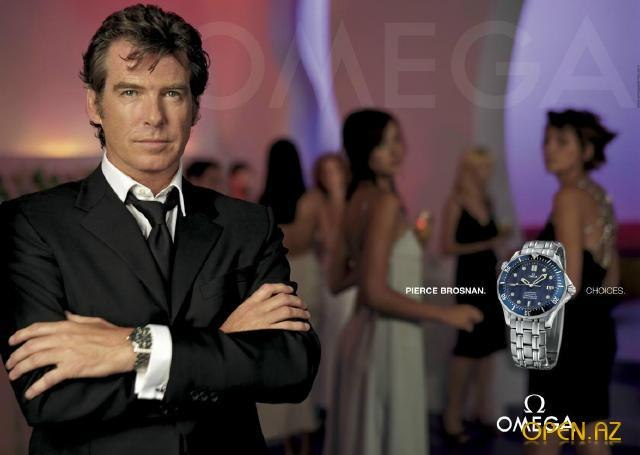 OMEGA
PIERCE BROSNAN. CHOICES.
Ω
OMEGA
OPEN.AZ